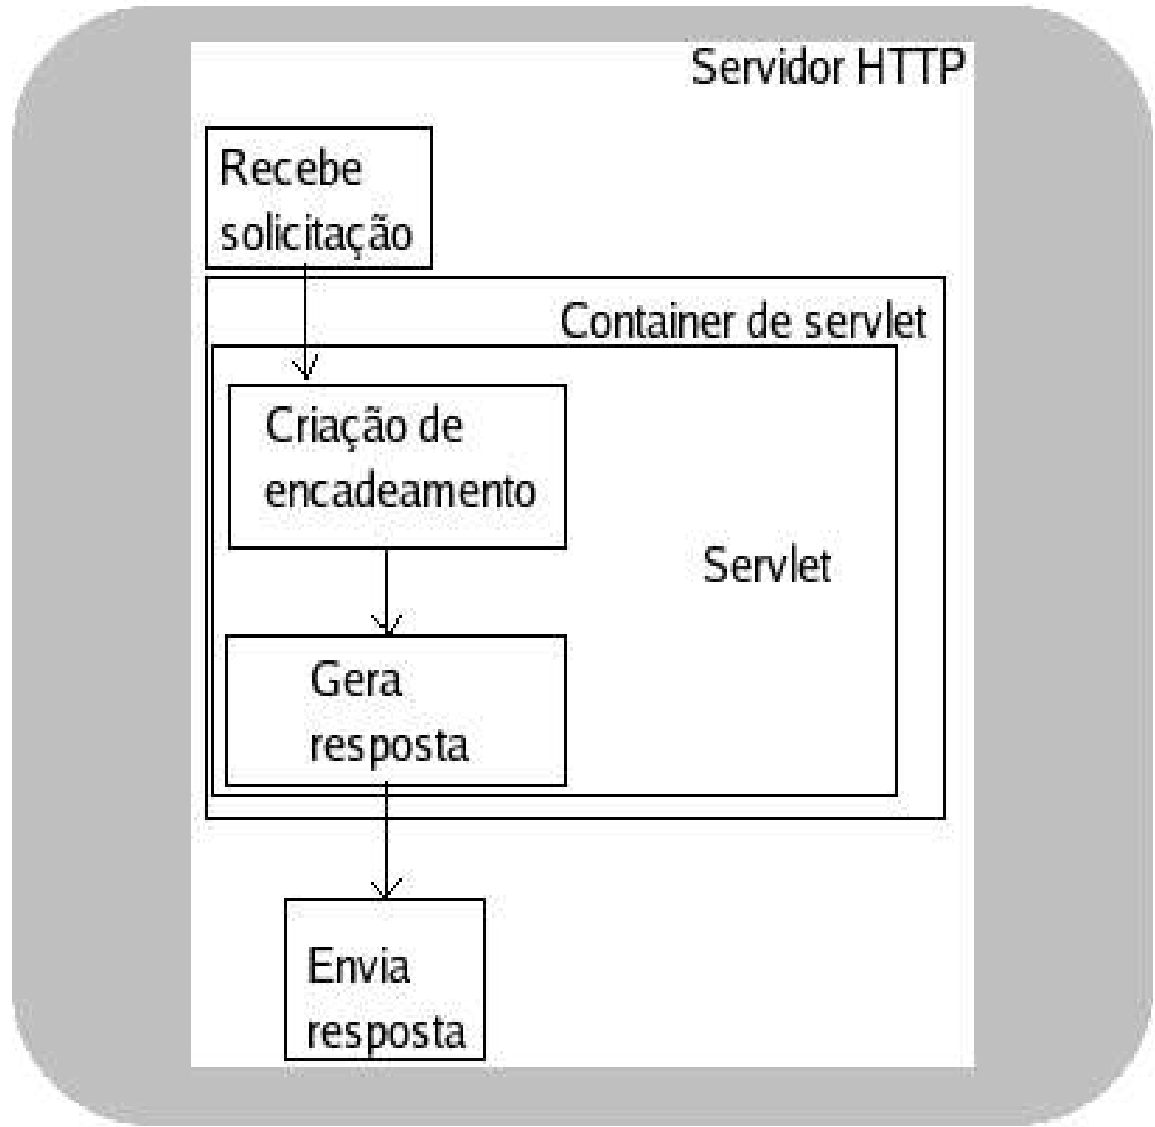 Servidor HTTP
Recebe
solicitação
Container de servlet
Criação de
encadeamento
Servlet
Gera
resposta
Envia
resposta